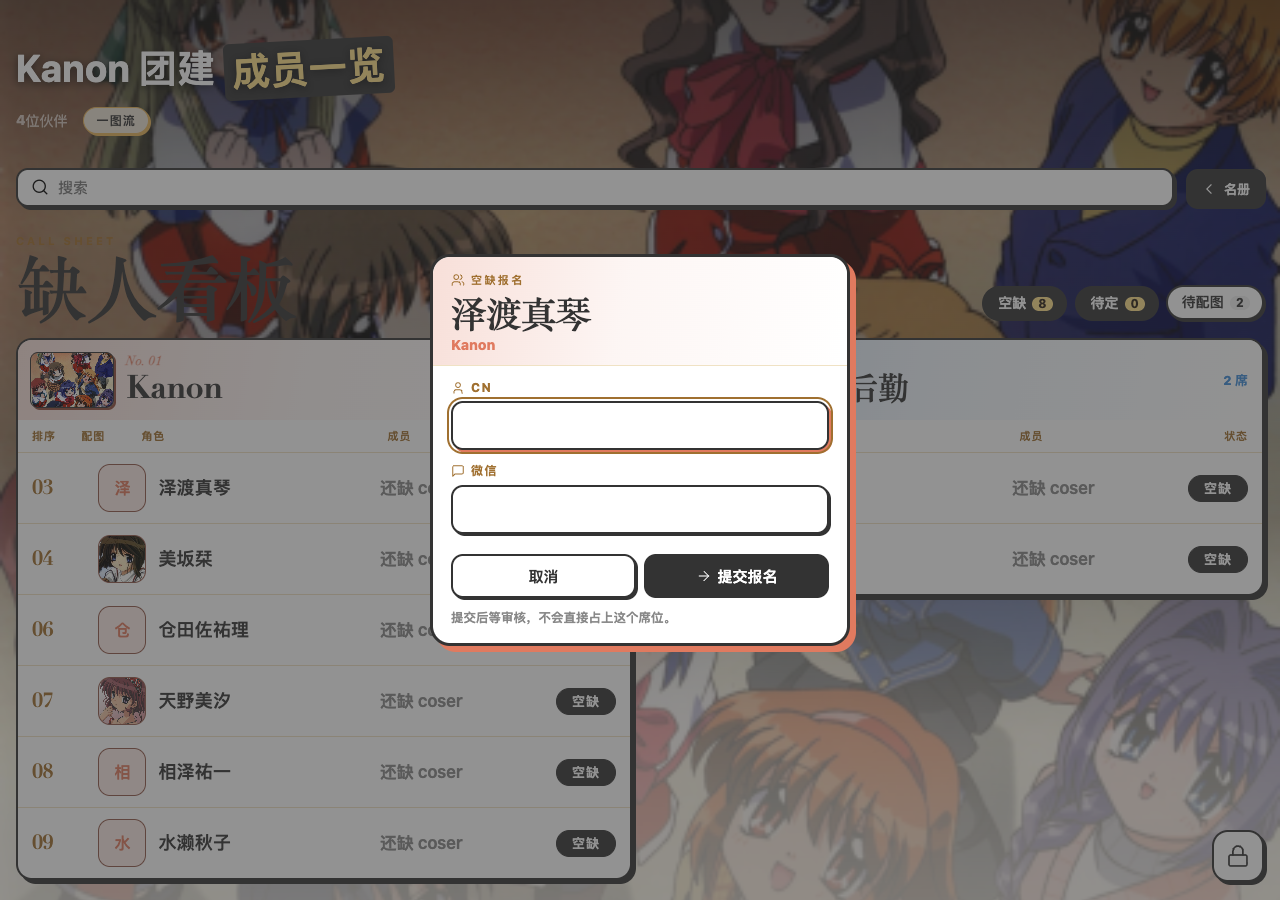 Kanon 团建 成员一览
4位伙伴 一图流
搜索
名册
缺人看板
空缺 8 待定 0 待配图 2
空缺报名
泽渡真琴
Kanon
CN
微信
取消
提交报名
提交后等审核，不会直接占上这个席位。
No. 01
Kanon
排序 配图 角色 成员
03 泽 泽渡真琴 还缺 c
04 美坂栞 还缺 c
06 仓 仓田佐祐理 还缺 c
07 天野美汐 还缺 coser 空缺
08 相 相泽祐一 还缺 coser 空缺
09 水 水濑秋子 还缺 coser 空缺
后勤
2 席
成员 状态
还缺 coser 空缺
还缺 coser 空缺